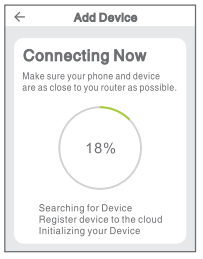 Add Device
Connecting Now
Make sure your phone and device
are as close to you router as possible.
18%
Searching for Device
Register device to the cloud
Initializing your Device